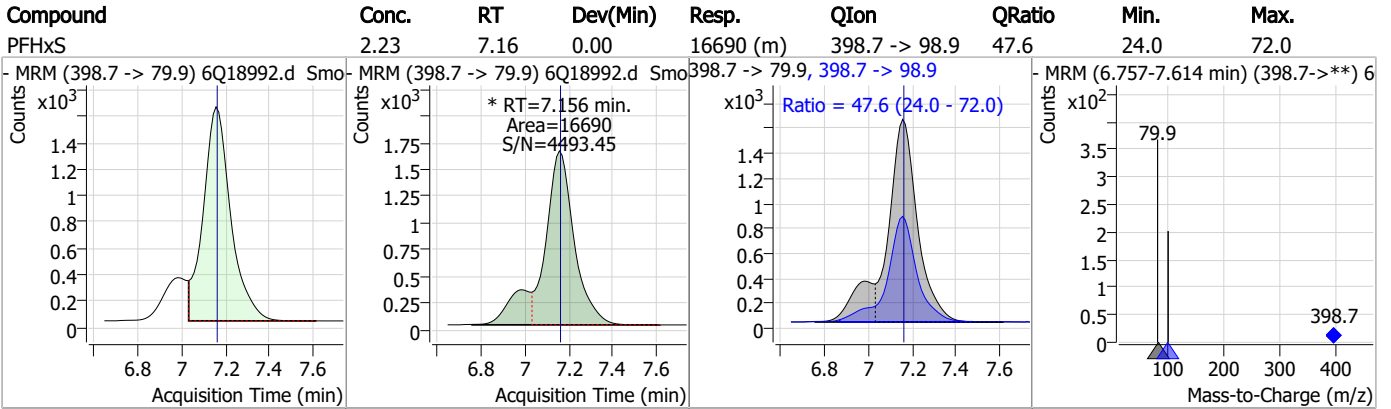 Compound Conc. RT Dev(Min) Resp. QIon QRatio Min. Max.
PFHxS 2.23 7.16 0.00 16690 (m) 398.7 -> 98.9 47.6 24.0 72.0
- MRM (398.7 -> 79.9) 6Q18992.d Smo
Counts
x10³
1.4
1.2
1
0.8
0.6
0.4
0.2
0
6.8 7 7.2 7.4 7.6
Acquisition Time (min)
- MRM (398.7 -> 79.9) 6Q18992.d Smo
Counts
x10³
* RT=7.156 min.
Area=16690
S/N=4493.45
1.75
1.5
1.25
1
0.75
0.5
0.25
0
6.8 7 7.2 7.4 7.6
Acquisition Time (min)
398.7 -> 79.9, 398.7 -> 98.9
Counts
x10³
Ratio = 47.6 (24.0 - 72.0)
1.4
1.2
1
0.8
0.6
0.4
0.2
0
6.8 7 7.2 7.4 7.6
Acquisition Time (min)
- MRM (6.757-7.614 min) (398.7->**) 6
Counts
x10²
79.9
3.5
3
2.5
2
1.5
1
0.5
0
398.7
100 200 300 400
Mass-to-Charge (m/z)